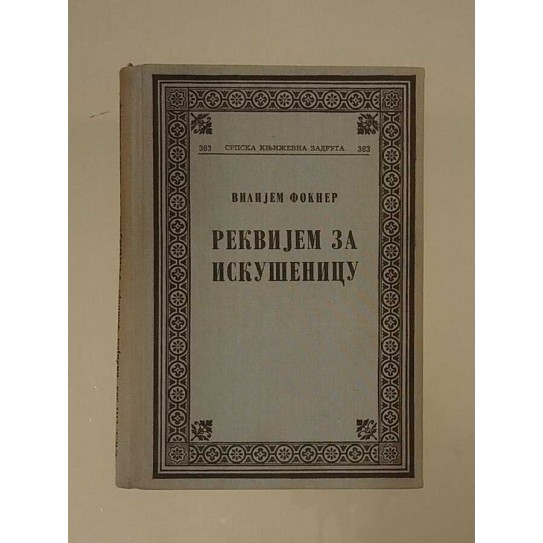 363 СРПСКА КЊИЖЕВНА ЗАДРУГА 363
ВИЛИЈЕМ ФОКНЕР
РЕКВИЈЕМ ЗА
ИСКУШЕНИЦУ